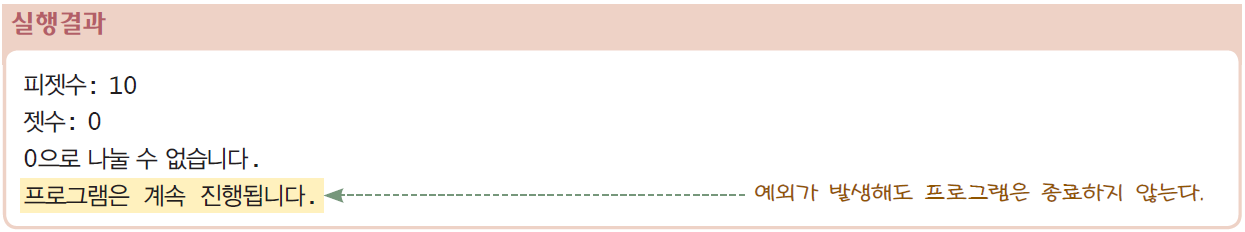 실행결과
피젯수: 10
젯수: 0
0으로 나눌 수 없습니다.
프로그램은 계속 진행됩니다.
예외가 발생해도 프로그램은 종료하지 않는다.